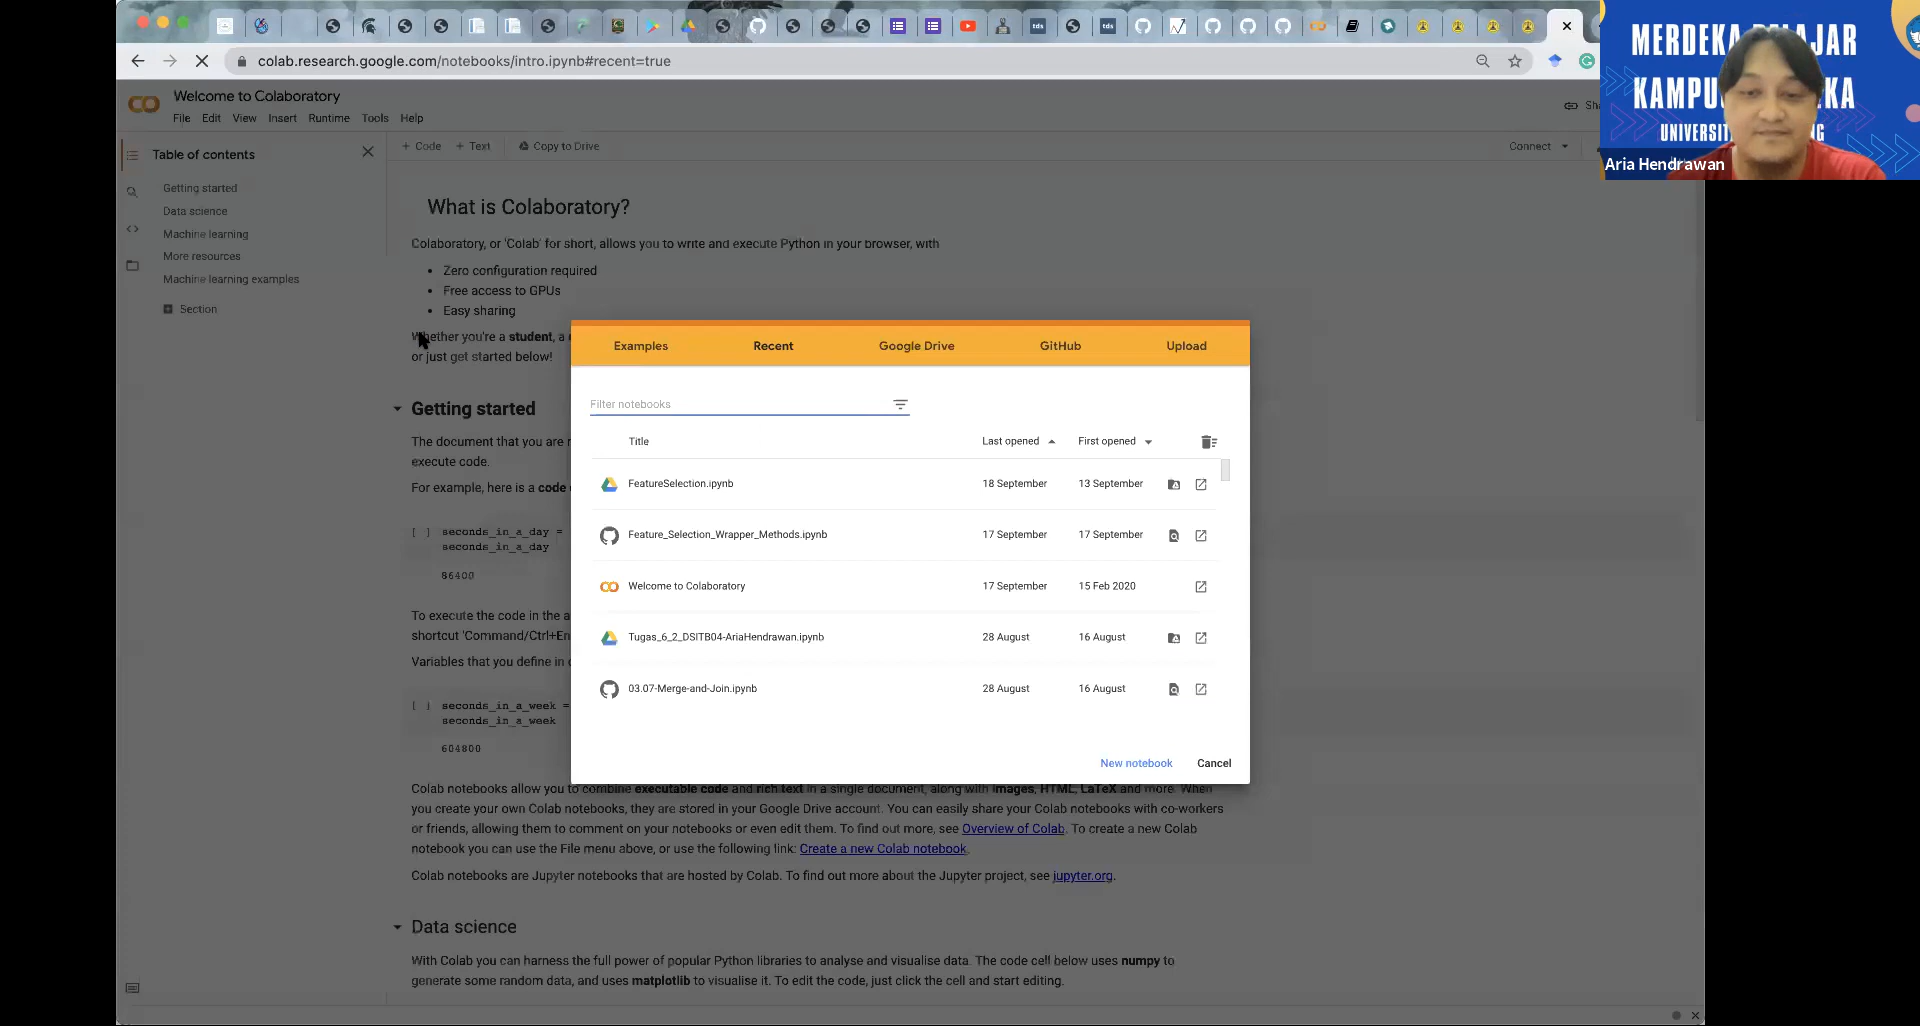 colab.research.google.com/notebooks/intro.ipynb#recent=true
Welcome to Colaboratory
File Edit View Insert Runtime Tools Help
Table of contents
Getting started
Data science
Machine learning
More resources
Machine learning examples
Section
+ Code + Text Copy to Drive
Connect
What is Colaboratory?
Colaboratory, or 'Colab' for short, allows you to write and execute Python in your browser, with
• Zero configuration required
• Free access to GPUs
• Easy sharing
Whether you're a student, a
or just get started below!
Getting started
The document that you are
execute code.
For example, here is a code
[ ] seconds_in_a_day =
seconds_in_a_day
86400
To execute the code in the
shortcut 'Command/Ctrl+En
Variables that you define in
[ ] seconds_in_a_week =
seconds_in_a_week
604800
Examples Recent Google Drive GitHub Upload
Filter notebooks
Title Last opened First opened
FeatureSelection.ipynb 18 September 13 September
Feature_Selection_Wrapper_Methods.ipynb 17 September 17 September
Welcome to Colaboratory 17 September 15 Feb 2020
Tugas_6_2_DSITB04-AriaHendrawan.ipynb 28 August 16 August
03.07-Merge-and-Join.ipynb 28 August 16 August
New notebook Cancel
Colab notebooks allow you to combine executable code and rich text in a single document, along with images, HTML, LaTeX and more. When
you create your own Colab notebooks, they are stored in your Google Drive account. You can easily share your Colab notebooks with co-workers
or friends, allowing them to comment on your notebooks or even edit them. To find out more, see Overview of Colab. To create a new Colab
notebook you can use the File menu above, or use the following link: Create a new Colab notebook.
Colab notebooks are Jupyter notebooks that are hosted by Colab. To find out more about the Jupyter project, see jupyter.org.
Data science
With Colab you can harness the full power of popular Python libraries to analyse and visualise data. The code cell below uses numpy to
generate some random data, and uses matplotlib to visualise it. To edit the code, just click the cell and start editing.
MERDEKA
KAMPU
UNIVERSIT
Aria Hendrawan